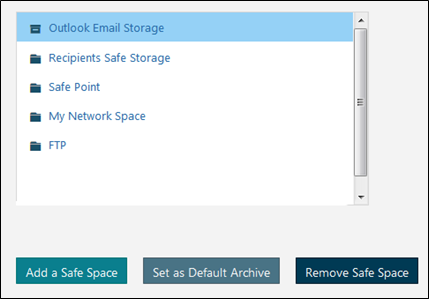 Outlook Email Storage
Recipients Safe Storage
Safe Point
My Network Space
FTP
Add a Safe Space
Set as Default Archive
Remove Safe Space